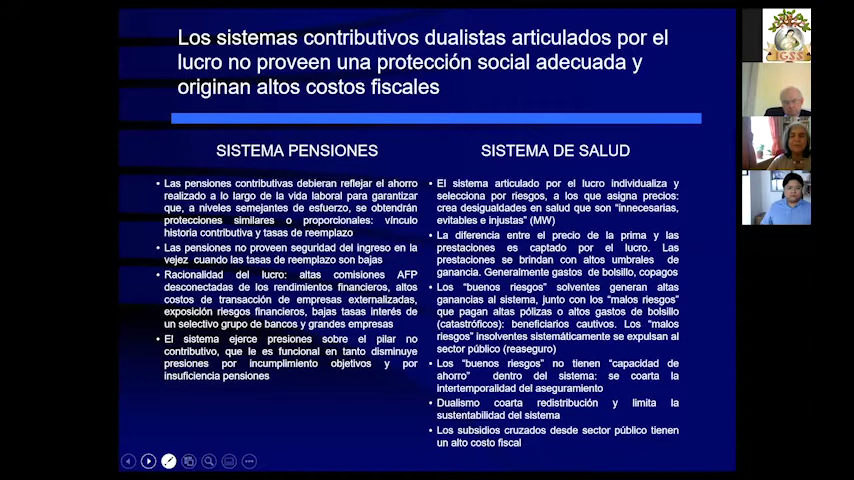 Los sistemas contributivos dualistas articulados por el
lucro no proveen una protección social adecuada y
originan altos costos fiscales
SISTEMA PENSIONES
• Las pensiones contributivas debieran reflejar el ahorro
realizado a lo largo de la vida laboral para garantizar
que, a niveles semejantes de esfuerzo, se obtendrán
protecciones similares o proporcionales: vínculo
historia contributiva y tasas de reemplazo
• Las pensiones no proveen seguridad del ingreso en la
vejez cuando las tasas de reemplazo son bajas
• Racionalidad del lucro: altas comisiones AFP
desconectadas de los rendimientos financieros, altos
costos de transacción de empresas externalizadas,
exposición riesgos financieros, bajas tasas interés de
un selectivo grupo de bancos y grandes empresas
• El sistema ejerce presiones sobre el pilar no
contributivo, que le es funcional en tanto disminuye
presiones por incumplimiento objetivos y por
insuficiencia pensiones
SISTEMA DE SALUD
• El sistema articulado por el lucro individualiza y
selecciona por riesgos, a los que asigna precios:
crea desigualdades en salud que son “innecesarias,
evitables e injustas” (MW)
• La diferencia entre el precio de la prima y las
prestaciones es captado por el lucro. Las
prestaciones se brindan con altos umbrales de
ganancia. Generalmente gastos de bolsillo, copagos
• Los “buenos riesgos” solventes generan altas
ganancias al sistema, junto con los “malos riesgos”
que pagan altas pólizas o altos gastos de bolsillo
(catastróficos): beneficiarios cautivos. Los “malos
riesgos” insolventes sistemáticamente se expulsan al
sector público (reaseguro)
• Los “buenos riesgos” no tienen “capacidad de
ahorro” dentro del sistema: se coarta la
intertemporalidad del aseguramiento
• Dualismo coarta redistribución y limita la
sustentabilidad del sistema
• Los subsidios cruzados desde sector público tienen
un alto costo fiscal
IGSS